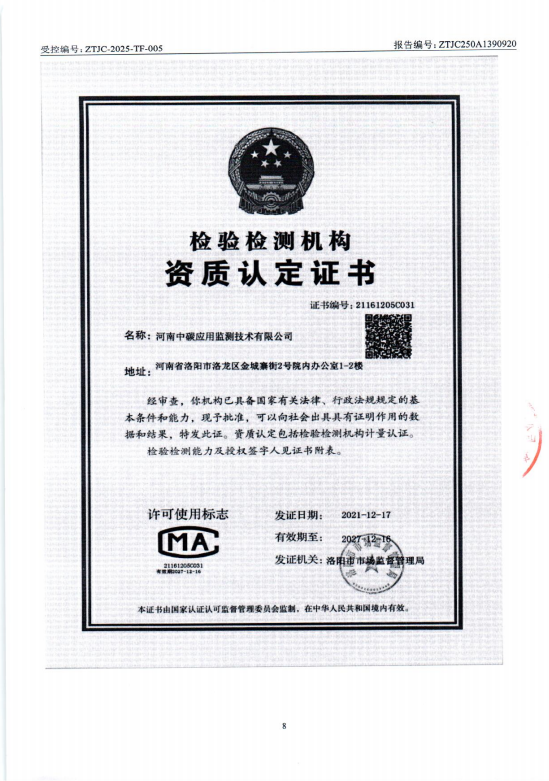 受控编号：ZTJC-2025-TF-005
报告编号：ZTJC250A1390920
检验检测机构
资质认定证书
证书编号：21161205C031
名称：河南中碳应用监测技术有限公司
地址：河南省洛阳市洛龙区金城寨街2号院内办公室1-2楼
经审查，你机构已具备国家有关法律、行政法规规定的基
本条件和能力，现予批准，可以向社会出具具有证明作用的数
据和结果，特发此证。资质认定包括检验检测机构计量认证。
检验检测能力及授权签字人见证书附表。
许可使用标志
MA
21161205C031
有效期2027-12-16
发证日期：2021-12-17
有效期至：2027-12-16
发证机关：洛阳市市场监督管理局
本证书由国家认证认可监督管理委员会监制，在中华人民共和国境内有效。
8